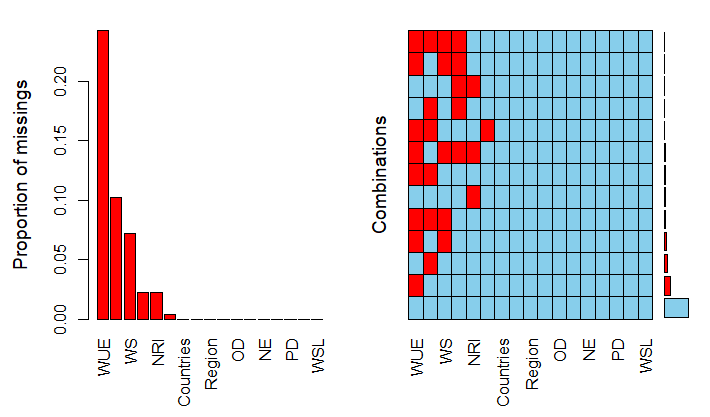 Proportion of missings
0.20
0.15
0.10
0.05
0.00
WUE
WS
NRI
Countries
Region
OD
NE
PD
WSL
Combinations
WUE
WS
NRI
Countries
Region
OD
NE
PD
WSL